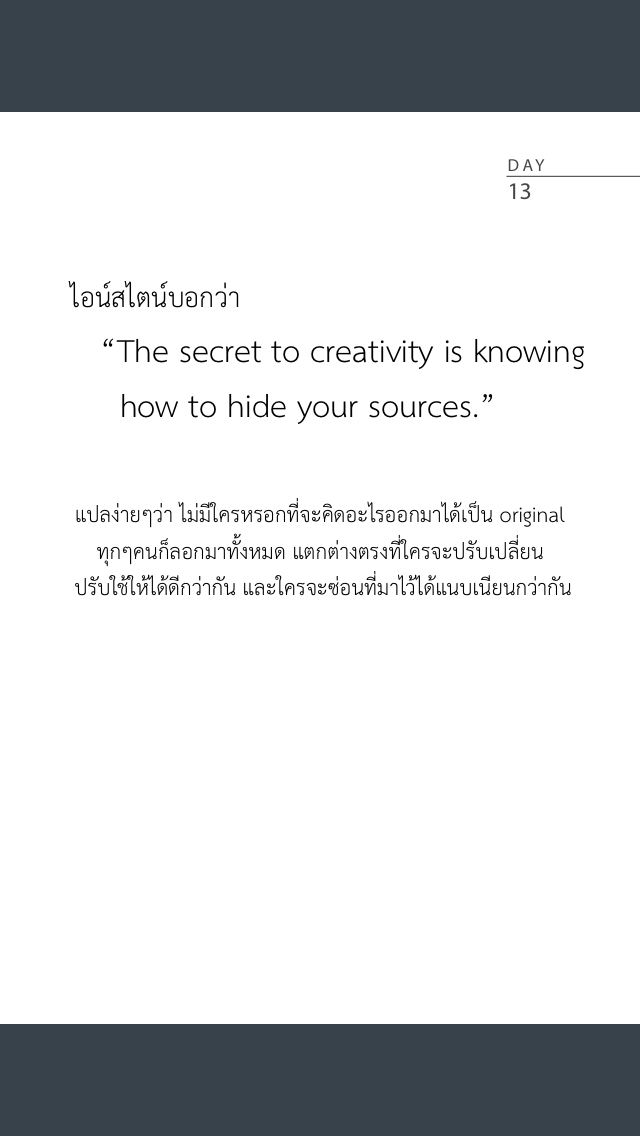 DAY
13
ไอน์สไตน์บอกว่า
“The secret to creativity is knowing
how to hide your sources.”
แปลง่ายๆว่า ไม่มีใครหรอกที่จะคิดอะไรออกมาได้เป็น original
ทุกๆคนก็ลอกมาทั้งหมด แตกต่างตรงที่ใครจะปรับเปลี่ยน
ปรับใช้ให้ได้ดีกว่ากัน และใครจะซ่อนที่มาไว้ได้แนบเนียนกว่ากัน